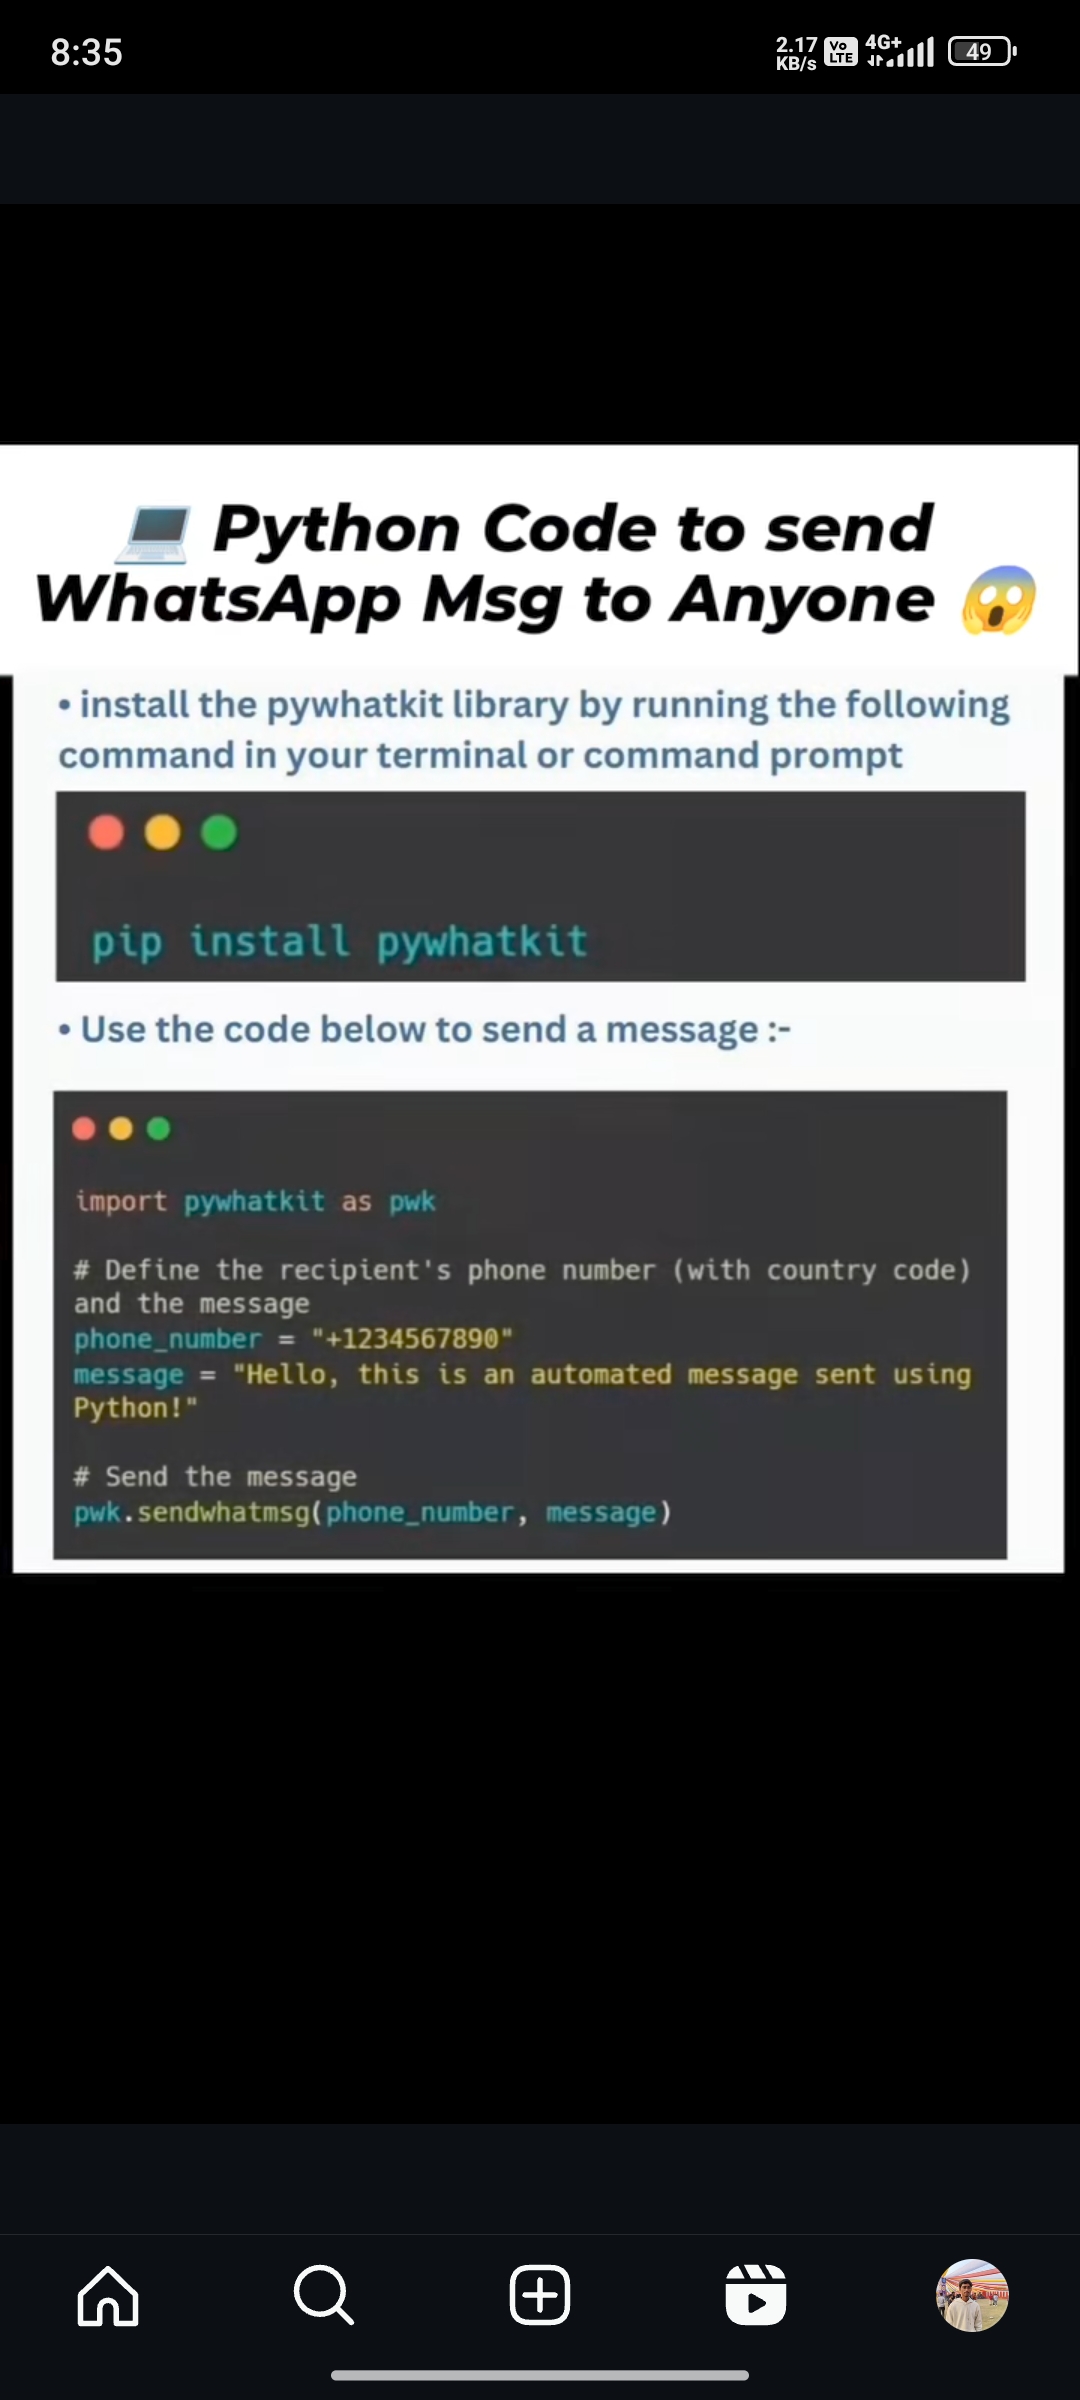 8:35
2.17
KB/s
Vo
LTE
4G+
49
💻 Python Code to send
WhatsApp Msg to Anyone 😱
• install the pywhatkit library by running the following
command in your terminal or command prompt
pip install pywhatkit
• Use the code below to send a message :-
import pywhatkit as pwk
# Define the recipient's phone number (with country code)
and the message
phone_number = "+1234567890"
message = "Hello, this is an automated message sent using
Python!"
# Send the message
pwk.sendwhatmsg(phone_number, message)